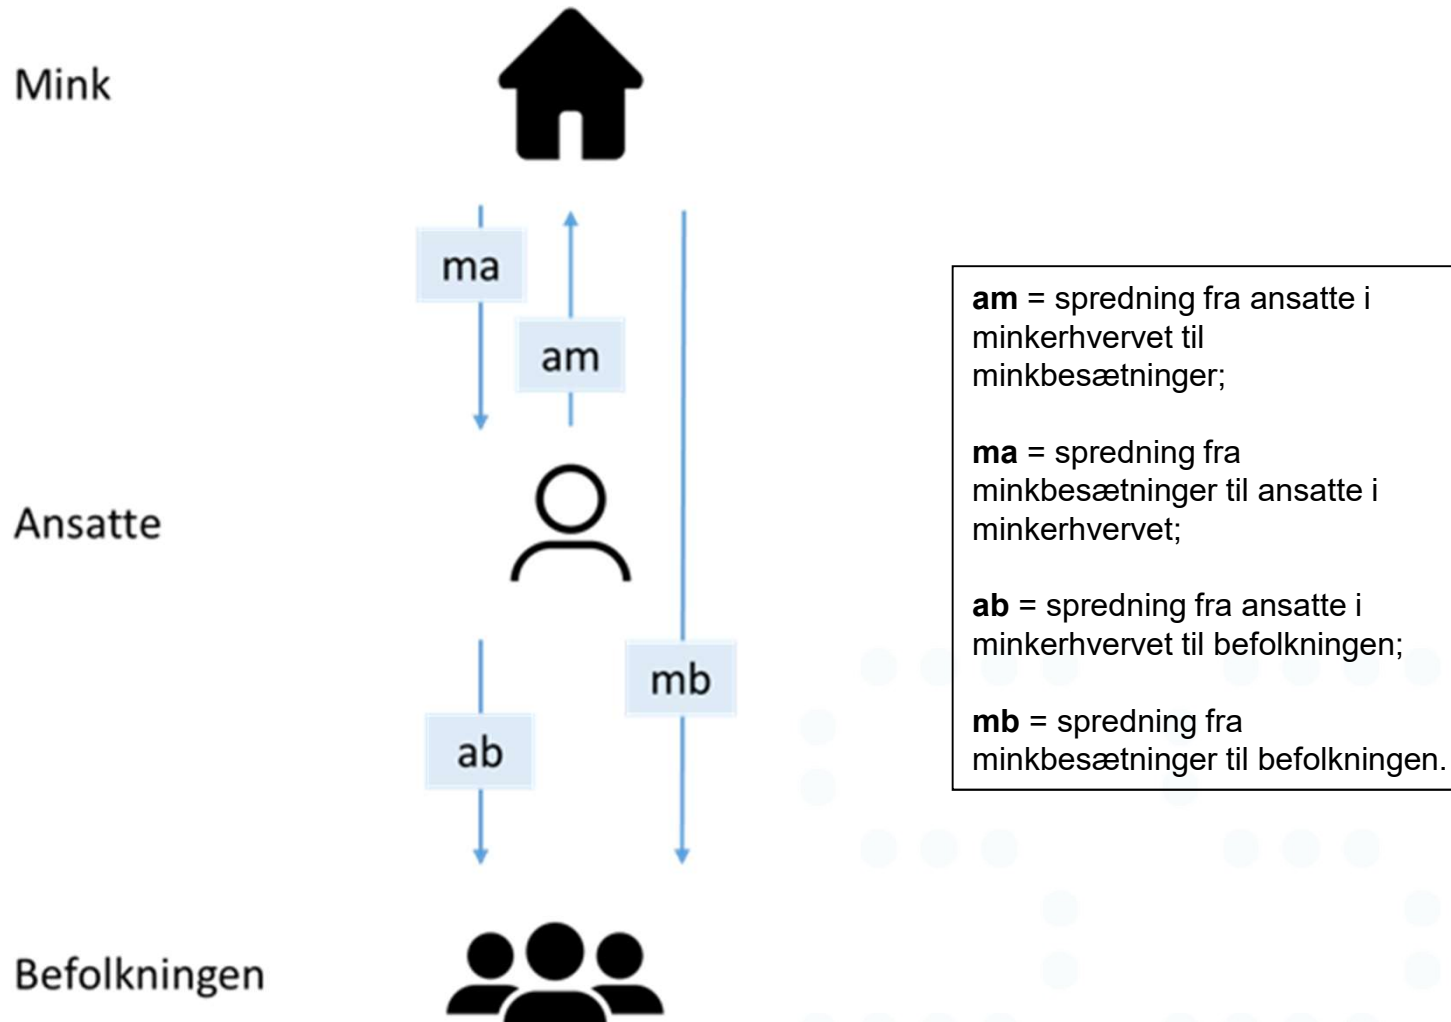 Mink
ma
am
Ansatte
mb
ab
Befolkningen
am = spredning fra ansatte i
minkerhvervet til
minkbesætninger;
ma = spredning fra
minkbesætninger til ansatte i
minkerhvervet;
ab = spredning fra ansatte i
minkerhvervet til befolkningen;
mb = spredning fra
minkbesætninger til befolkningen.